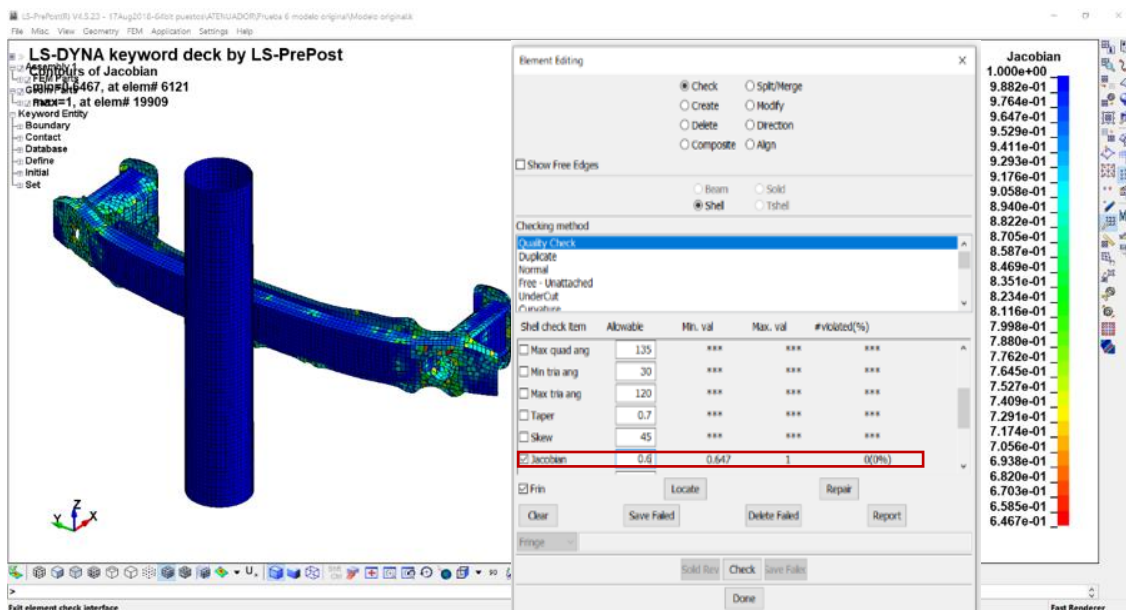 LS-PrePost(R) V4.5.23 - 17Aug2018-64bit puestos\ATENUADOR\Prueba 6 modelo original\Modelo original.k
File Misc. View Geometry FEM Application Settings Help
LS-DYNA keyword deck by LS-PrePost
Contours of Jacobian
min=0.6467, at elem# 6121
max=1, at elem# 19909
Assembly 1
FEM Parts
Keyword Entity
Boundary
Contact
Database
Define
Initial
Set
Z
Y X
Element Editing
Check Split/Merge
Create Modify
Delete Direction
Composite Align
Show Free Edges
Beam Solid
Shell Tshell
Checking method
Quality Check
Duplicate
Normal
Free - Unattached
UnderCut
Curvature
Shell check Item Allowable Min. val Max. val #violated(%)
Max quad ang 135 *** *** ***
Min tria ang 30 *** *** ***
Max tria ang 120 *** *** ***
Taper 0.7 *** *** ***
Skew 45 *** *** ***
Jacobian 0.6 0.647 1 0(0%)
Frin Locate Repair
Clear Save Failed Delete Failed Report
Fringe
Solid Rev Check Save Failed
Done
Jacobian
1.000e+00
9.882e-01
9.764e-01
9.647e-01
9.529e-01
9.411e-01
9.293e-01
9.176e-01
9.058e-01
8.940e-01
8.822e-01
8.705e-01
8.587e-01
8.469e-01
8.351e-01
8.234e-01
8.116e-01
7.998e-01
7.880e-01
7.762e-01
7.645e-01
7.527e-01
7.409e-01
7.291e-01
7.174e-01
7.056e-01
6.938e-01
6.820e-01
6.703e-01
6.585e-01
6.467e-01
>
Exit element check interface
Fast Renderer